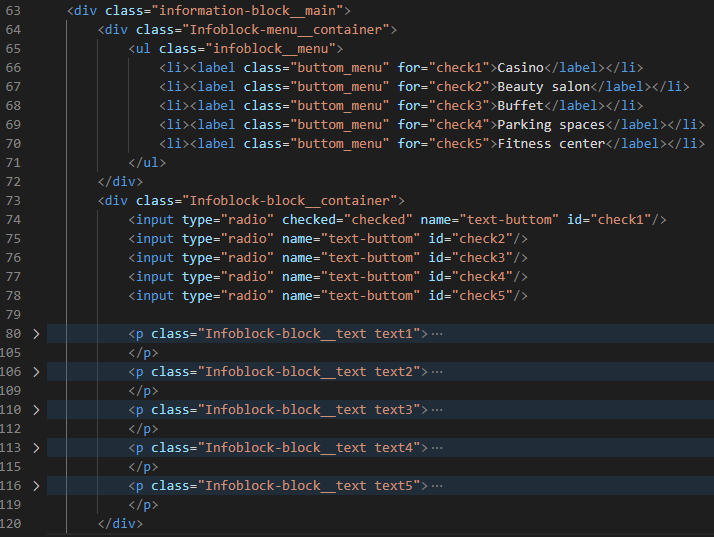 63 <div class="information-block__main">
64 <div class="Infoblock-menu__container">
65 <ul class="infoblock__menu">
66 <li><label class="buttom_menu" for="check1">Casino</label></li>
67 <li><label class="buttom_menu" for="check2">Beauty salon</label></li>
68 <li><label class="buttom_menu" for="check3">Buffet</label></li>
69 <li><label class="buttom_menu" for="check4">Parking spaces</label></li>
70 <li><label class="buttom_menu" for="check5">Fitness center</label></li>
71 </ul>
72 </div>
73 <div class="Infoblock-block__container">
74 <input type="radio" checked="checked" name="text-buttom" id="check1"/>
75 <input type="radio" name="text-buttom" id="check2"/>
76 <input type="radio" name="text-buttom" id="check3"/>
77 <input type="radio" name="text-buttom" id="check4"/>
78 <input type="radio" name="text-buttom" id="check5"/>
79
80 > <p class="Infoblock-block__text text1">…
105 </p>
106 > <p class="Infoblock-block__text text2">…
109 </p>
110 > <p class="Infoblock-block__text text3">…
112 </p>
113 > <p class="Infoblock-block__text text4">…
115 </p>
116 > <p class="Infoblock-block__text text5">…
119 </p>
120 </div>